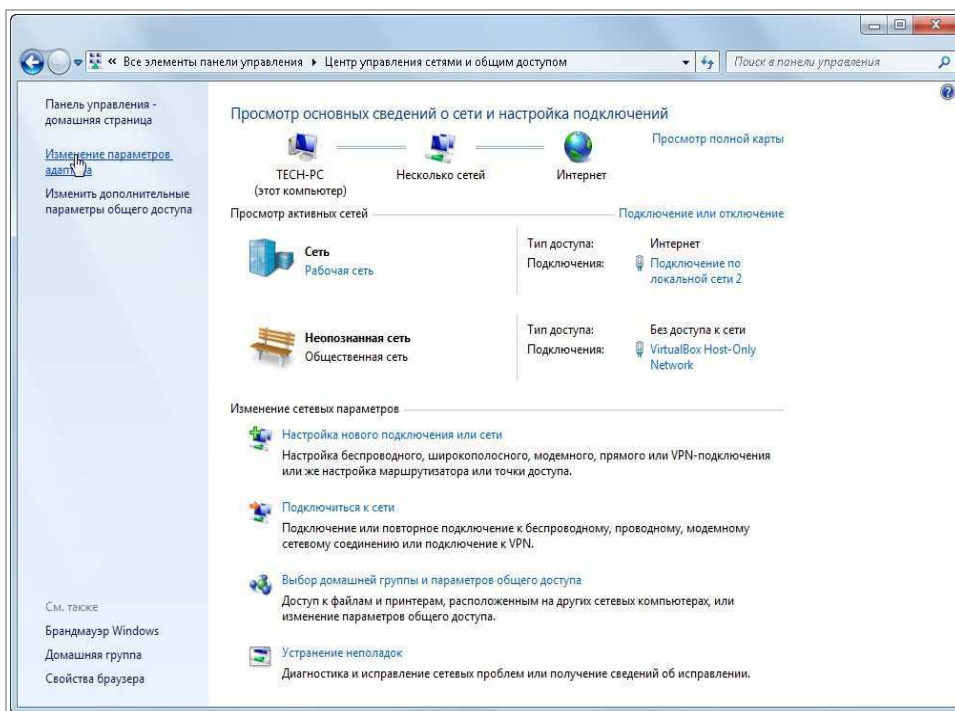 « Все элементы панели управления ▸ Центр управления сетями и общим доступом
Поиск в панели управления
Панель управления -
домашняя страница
Изменение параметров
адаптера
Изменить дополнительные
параметры общего доступа
Просмотр основных сведений о сети и настройка подключений
Просмотр полной карты
TECH-PC
(этот компьютер)
Несколько сетей
Интернет
Просмотр активных сетей
Подключение или отключение
Сеть
Рабочая сеть
Тип доступа: Интернет
Подключения: Подключение по
локальной сети 2
Неопознанная сеть
Общественная сеть
Тип доступа: Без доступа к сети
Подключения: VirtualBox Host-Only
Network
Изменение сетевых параметров
Настройка нового подключения или сети
Настройка беспроводного, широкополосного, модемного, прямого или VPN-подключения
или же настройка маршрутизатора или точки доступа.
Подключиться к сети
Подключение или повторное подключение к беспроводному, проводному, модемному
сетевому соединению или подключение к VPN.
Выбор домашней группы и параметров общего доступа
Доступ к файлам и принтерам, расположенным на других сетевых компьютерах, или
изменение параметров общего доступа.
Устранение неполадок
Диагностика и исправление сетевых проблем или получение сведений об исправлении.
См. также
Брандмауэр Windows
Домашняя группа
Свойства браузера